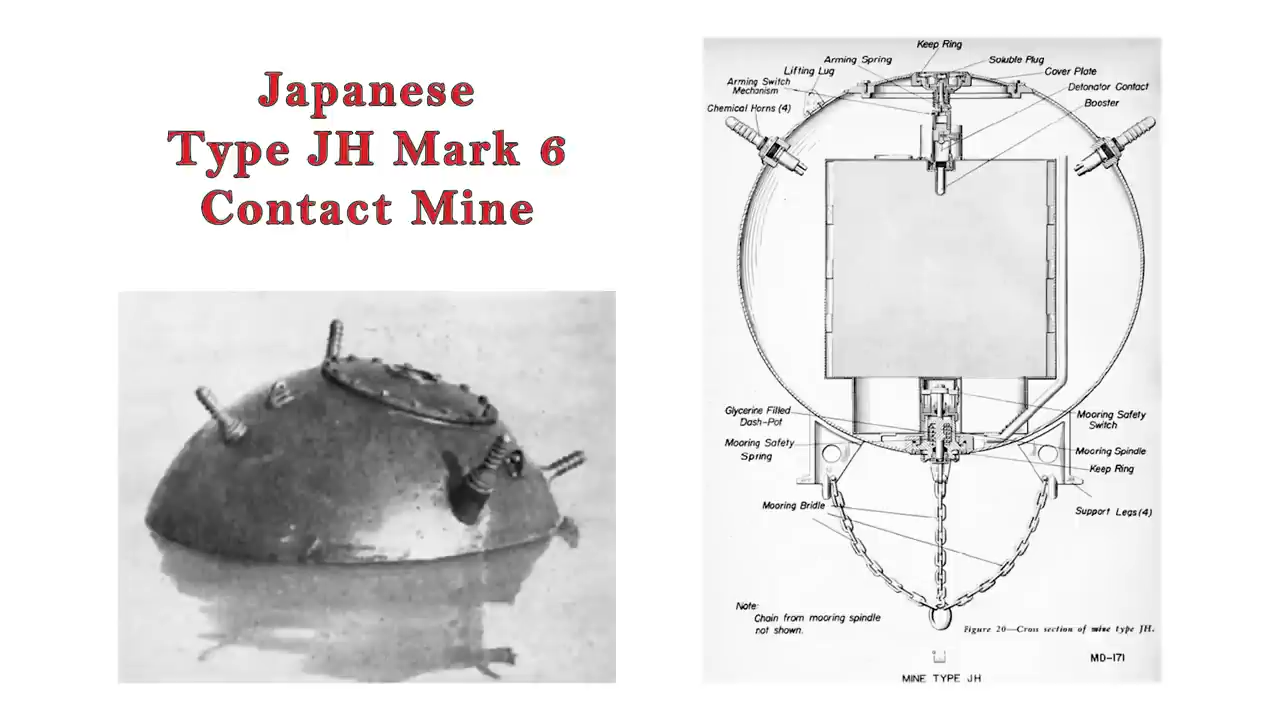 Japanese
Type JH Mark 6
Contact Mine
Keep Ring
Arming Spring
Soluble Plug
Lifting Lug
Cover Plate
Arming Switch
Mechanism
Detonator Contact
Chemical Horns (4)
Booster
Glycerine Filled
Dash-Pot
Mooring Safety
Switch
Mooring Safety
Spring
Mooring Spindle
Keep Ring
Mooring Bridle
Support Legs (4)
Note:
Chain from mooring spindle
not shown.
Figure 20—Cross section of mine type JH.
MD-171
MINE TYPE JH